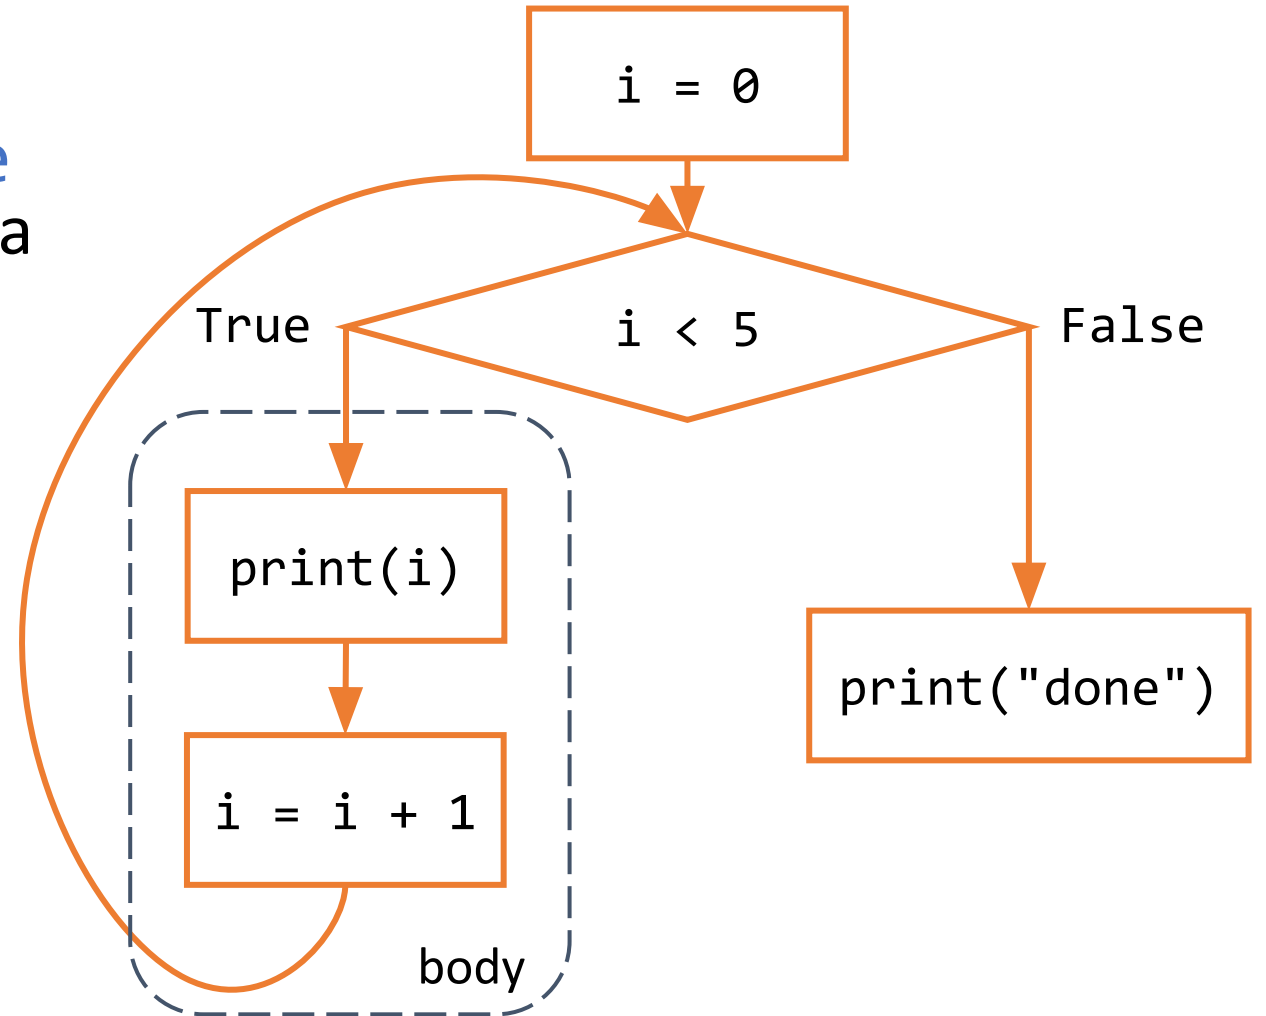 i = 0
e
a
True
i < 5
False
print(i)
print("done")
i = i + 1
body